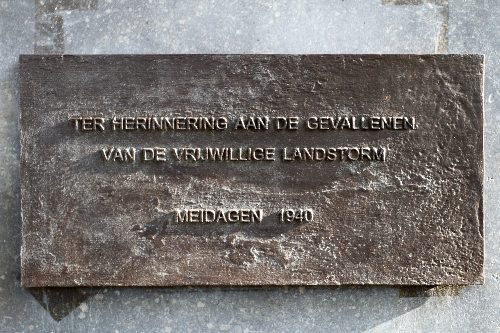 TER HERINNERING AAN DE GEVALLENEN
VAN DE VRIJWILLIGE LANDSTORM
MEIDAGEN 1940